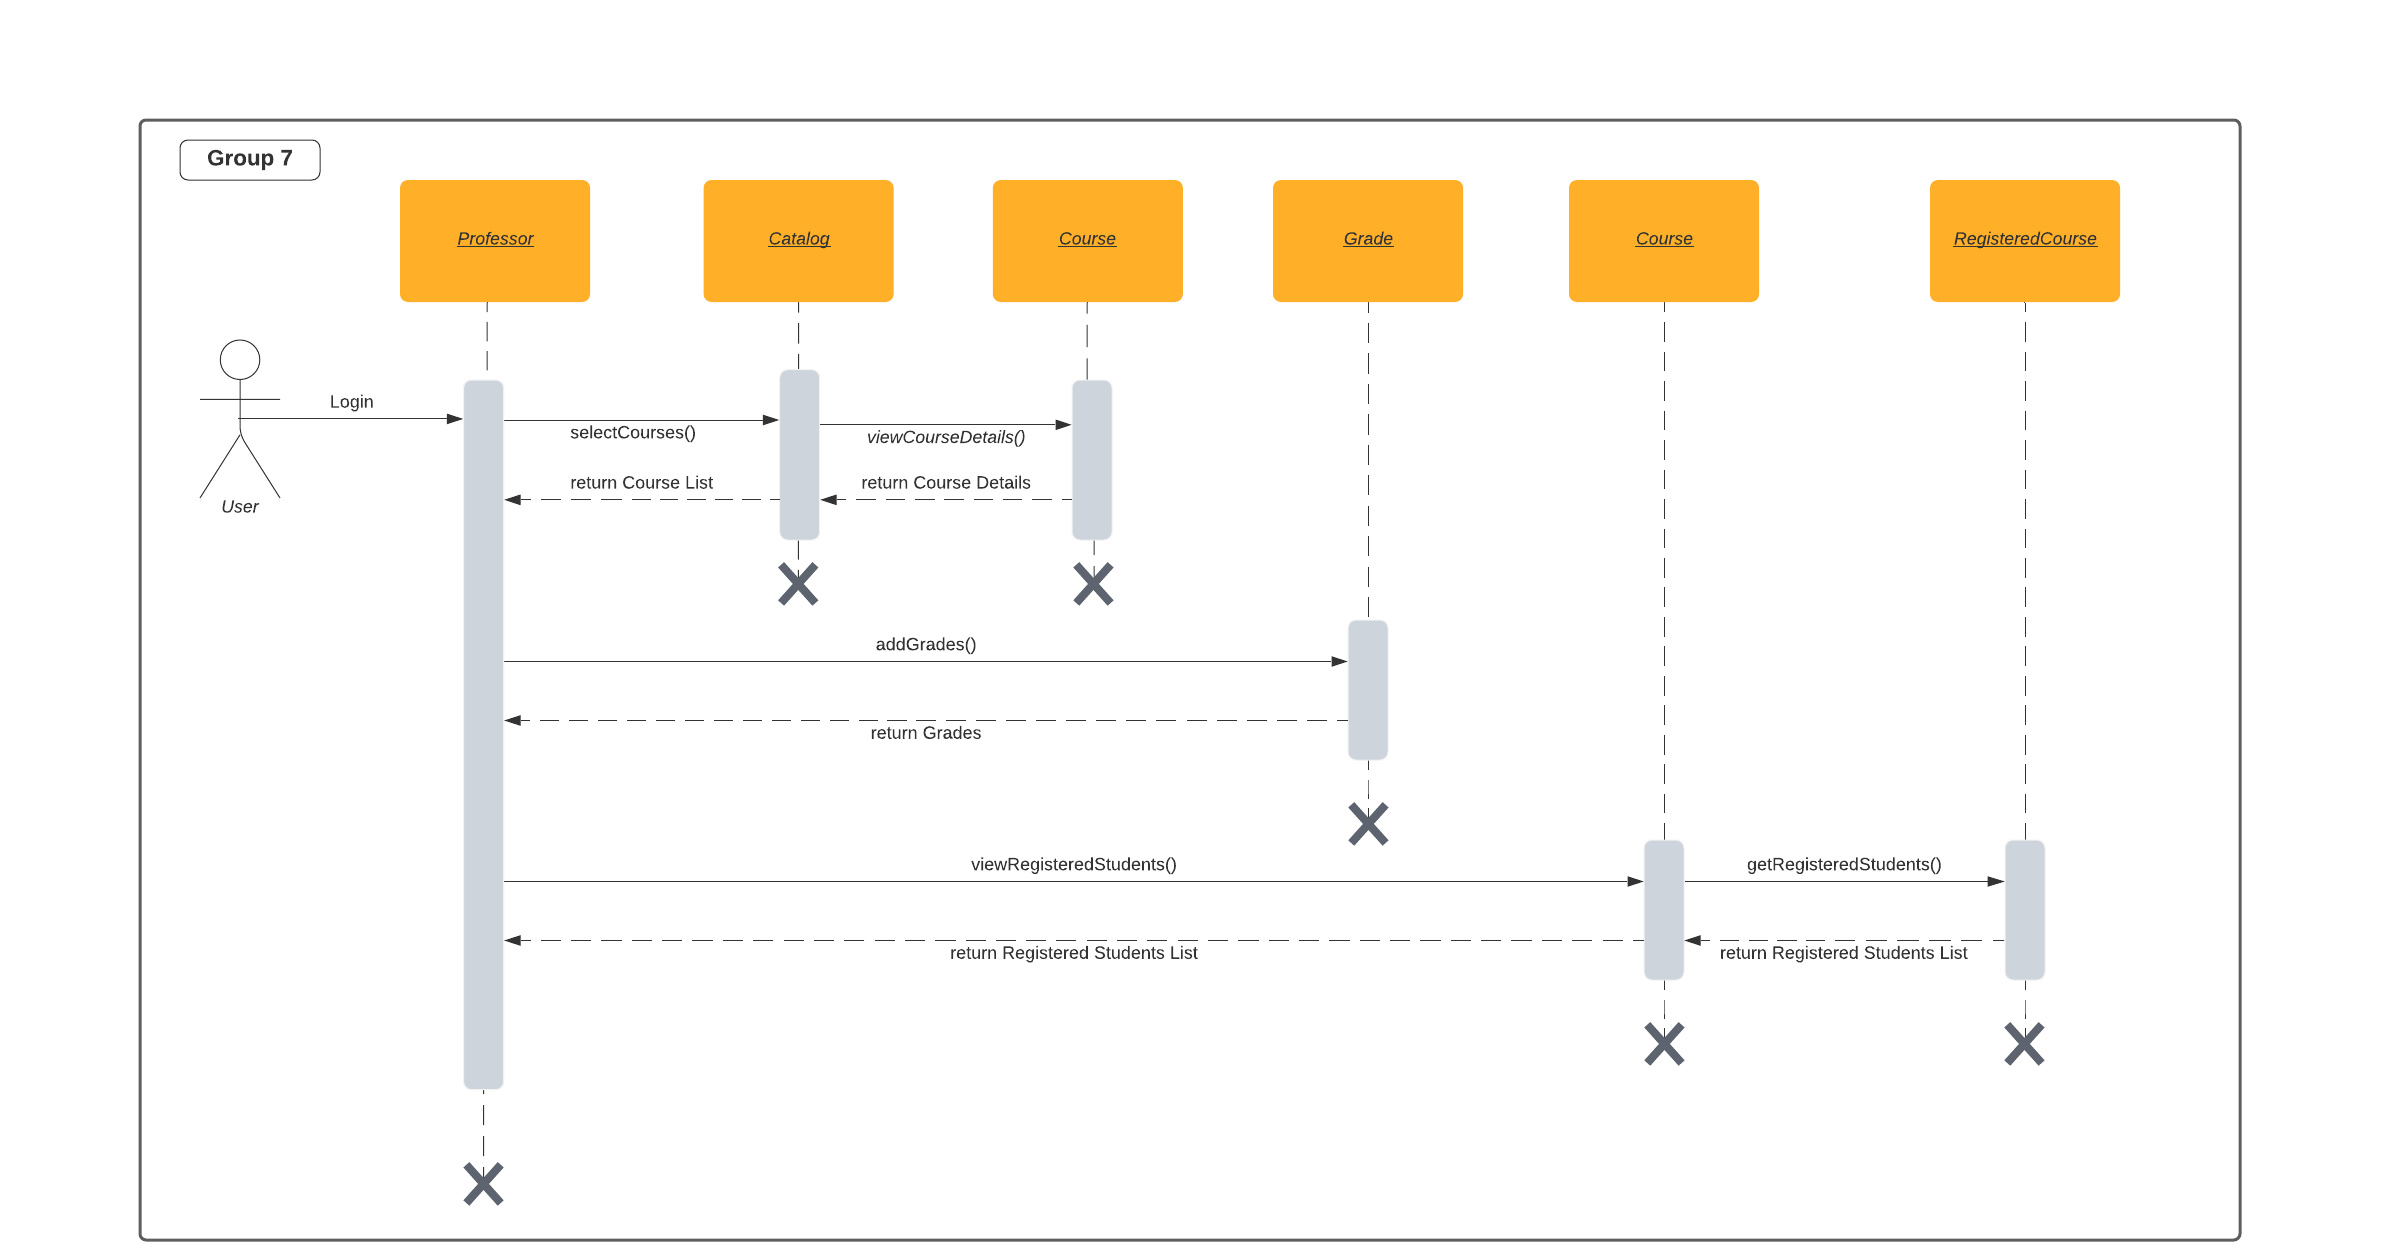 Group 7
Professor
Catalog
Course
Grade
Course
RegisteredCourse
Login
selectCourses()
viewCourseDetails()
return Course List
return Course Details
User
addGrades()
return Grades
viewRegisteredStudents()
getRegisteredStudents()
return Registered Students List
return Registered Students List